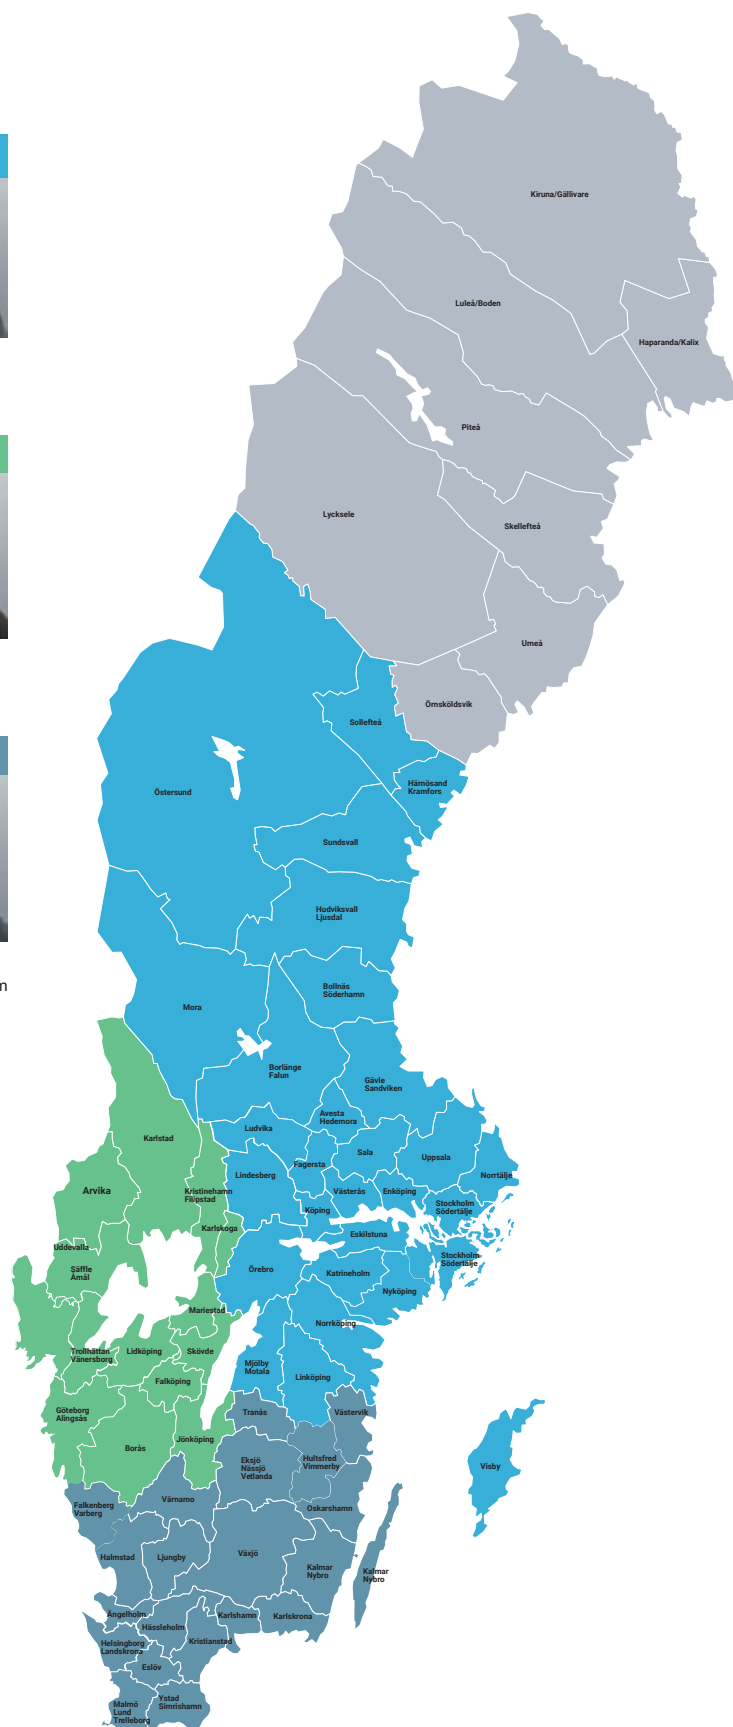 Kiruna/Gällivare
Luleå/Boden
Haparanda/Kalix
Piteå
Lycksele
Skellefteå
Umeå
Örnsköldsvik
Sollefteå
Härnösand
Kramfors
Östersund
Sundsvall
Hudviksvall
Ljusdal
m
Bollnäs
Söderhamn
Mora
Borlänge
Falun
Gävle
Sandviken
Avesta
Hedemora
Ludvika
Karlstad
Sala
Uppsala
Fagersta
Lindesberg
Norrtälje
Arvika
Kristinehamn
Filipstad
Västerås
Enköping
Köping
Stockholm
Södertälje
Karlskoga
Eskilstuna
Uddevalla
Stockholm
Södertälje
Säffle
Åmål
Örebro
Katrineholm
Nyköping
Mariestad
Norrköping
Trollhättan
Vänersborg
Lidköping
Skövde
Mjölby
Motala
Linköping
Falköping
Göteborg
Alingsås
Tranås
Västervik
Jönköping
Borås
Eksjö
Nässjö
Vetlanda
Hultsfred
Vimmerby
Visby
Värnamo
Falkenberg
Varberg
Oskarshamn
Halmstad
Ljungby
Växjö
Kalmar
Nybro
Kalmar
Nybro
Ängelholm
Hässleholm
Karlshamn
Karlskrona
Helsingborg
Landskrona
Kristianstad
Eslöv
Malmö
Lund
Trelleborg
Ystad
Simrishamn